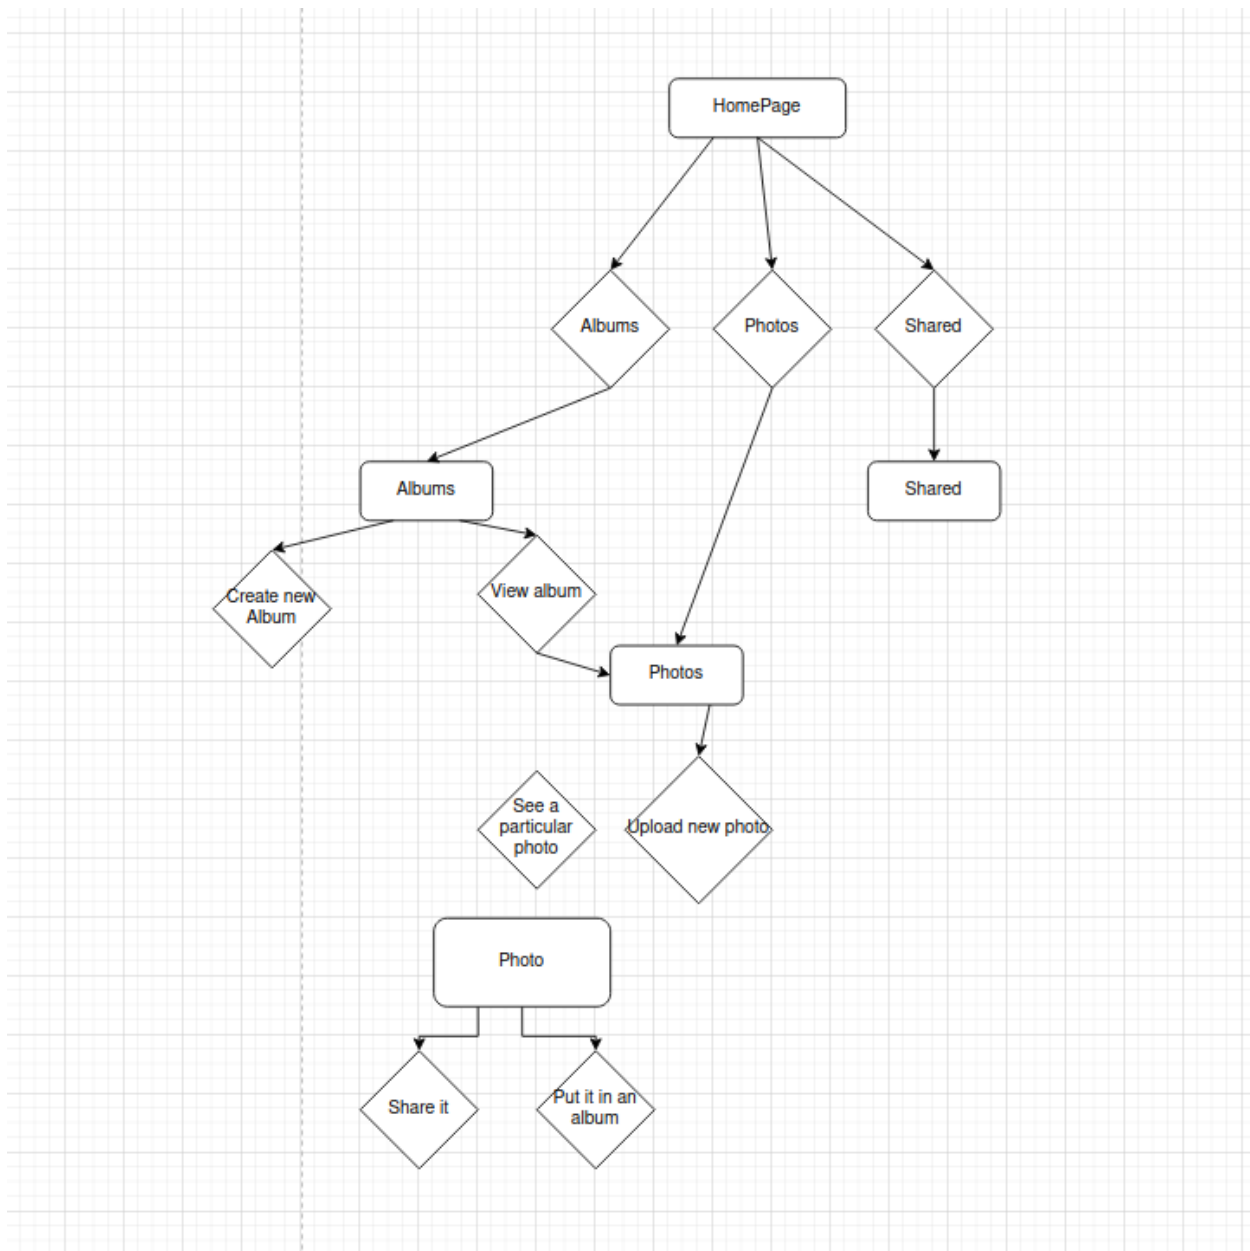 HomePage
Albums
Photos
Shared
Albums
Shared
Create new
Album
View album
Photos
See a
particular
photo
Upload new photo
Photo
Share it
Put it in an
album